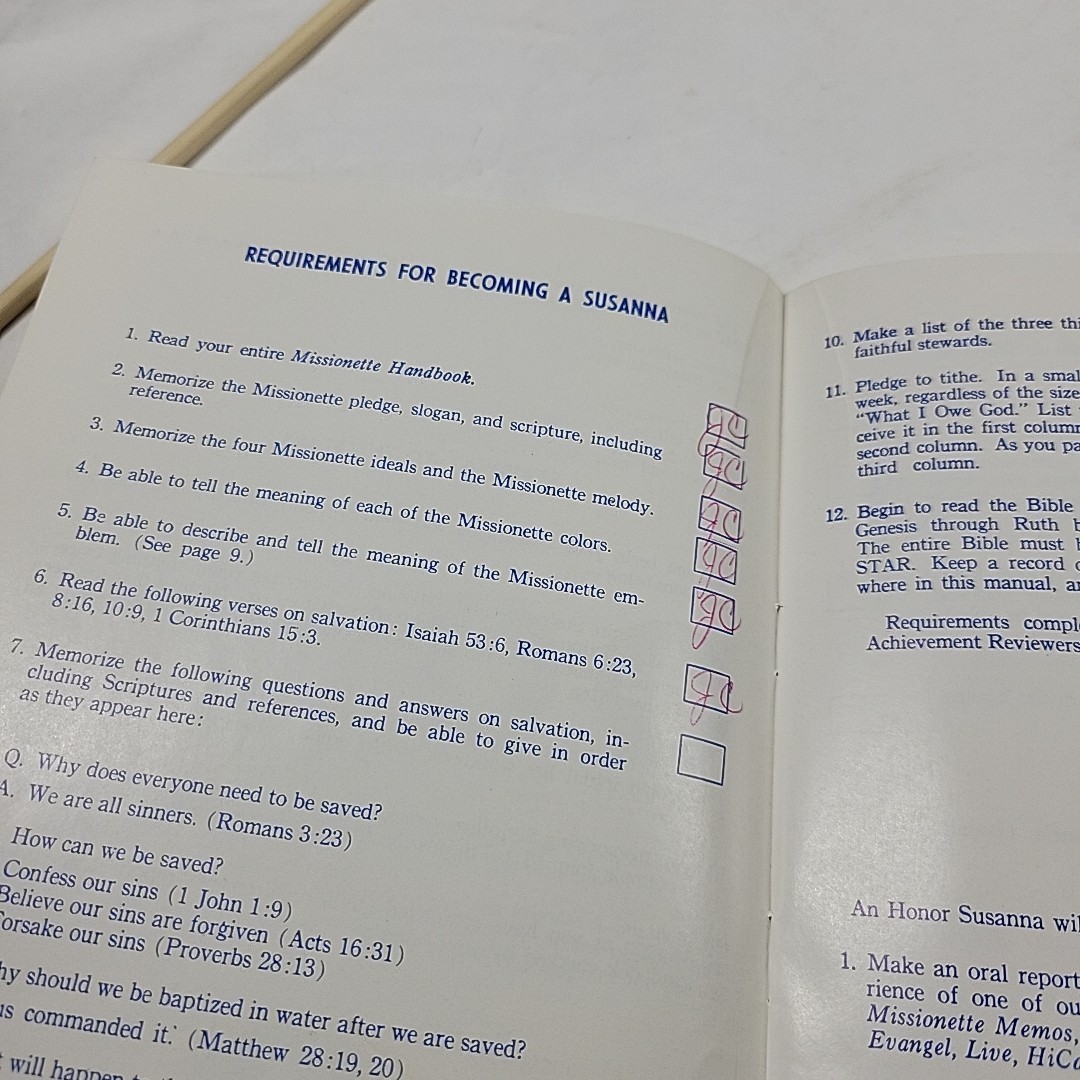 REQUIREMENTS FOR BECOMING A SUSANNA
1. Read your entire Missionette Handbook.
2. Memorize the Missionette pledge, slogan, and scripture, including
reference.
3. Memorize the four Missionette ideals and the Missionette melody.
4. Be able to tell the meaning of each of the Missionette colors.
5. Be able to describe and tell the meaning of the Missionette em-
blem. (See page 9.)
6. Read the following verses on salvation: Isaiah 53:6, Romans 6:23,
8:16, 10:9, 1 Corinthians 15:3.
7. Memorize the following questions and answers on salvation, in-
cluding Scriptures and references, and be able to give in order
as they appear here:
Q. Why does everyone need to be saved?
A. We are all sinners. (Romans 3:23)
How can we be saved?
Confess our sins (1 John 1:9)
Believe our sins are forgiven (Acts 16:31)
Forsake our sins (Proverbs 28:13)
hy should we be baptized in water after we are saved?
us commanded it. (Matthew 28:19, 20)
will happen
10. Make a list of the three thi
faithful stewards.
11. Pledge to tithe. In a smal
week, regardless of the size
"What I Owe God." List
ceive it in the first column
second column. As you pa
third column.
12. Begin to read the Bible
Genesis through Ruth
The entire Bible must
STAR. Keep a record
where in this manual, a
Requirements compl
Achievement Reviewers
An Honor Susanna wil
1. Make an oral report
rience of one of ou
Missionette Memos,
Evangel, Live, HiC